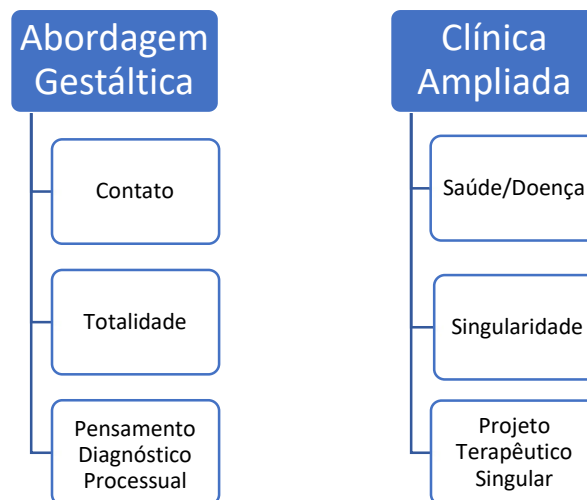 Abordagem
Gestáltica
Contato
Totalidade
Pensamento
Diagnóstico
Processual
Clínica
Ampliada
Saúde/Doença
Singularidade
Projeto
Terapêutico
Singular